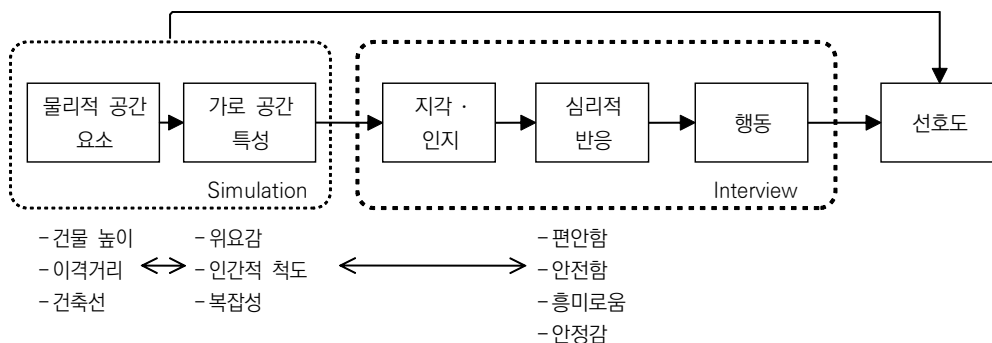 물리적 공간
요소
가로 공간
특성
지각 ·
인지
심리적
반응
행동
선호도
Simulation
Interview
-건물 높이
-이격거리
-건축선
-위요감
-인간적 척도
-복잡성
-편안함
-안전함
-흥미로움
-안정감